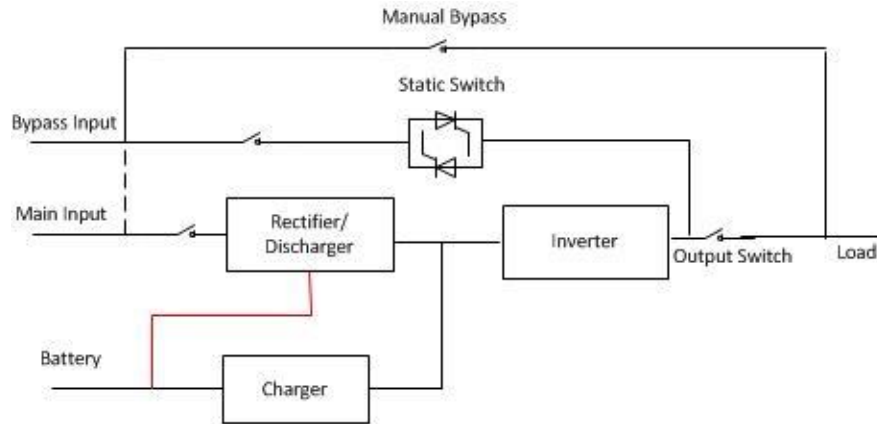 Manual Bypass
Static Switch
Bypass Input
Main Input
Rectifier/
Discharger
Inverter
Output Switch
Load
Battery
Charger